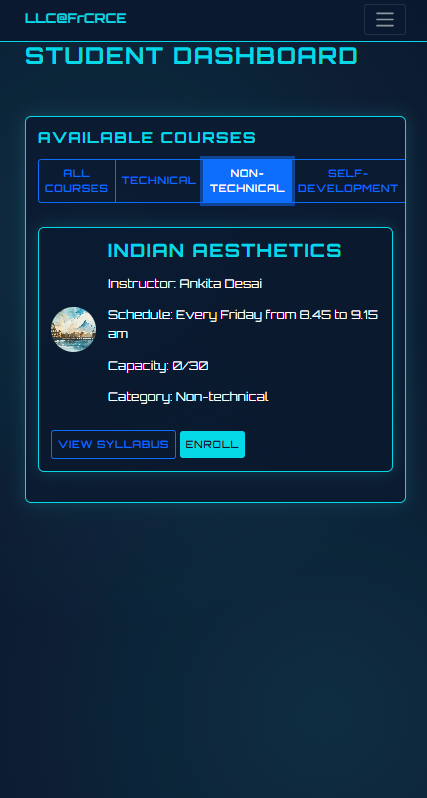 LLC@FrCRCE
STUDENT DASHBOARD
AVAILABLE COURSES
ALL
COURSES
TECHNICAL
NON-
TECHNICAL
SELF-
DEVELOPMENT
INDIAN AESTHETICS
Instructor: Ankita Desai
Schedule: Every Friday from 8.45 to 9.15
am
Capacity: 0/30
Category: Non-technical
VIEW SYLLABUS
ENROLL